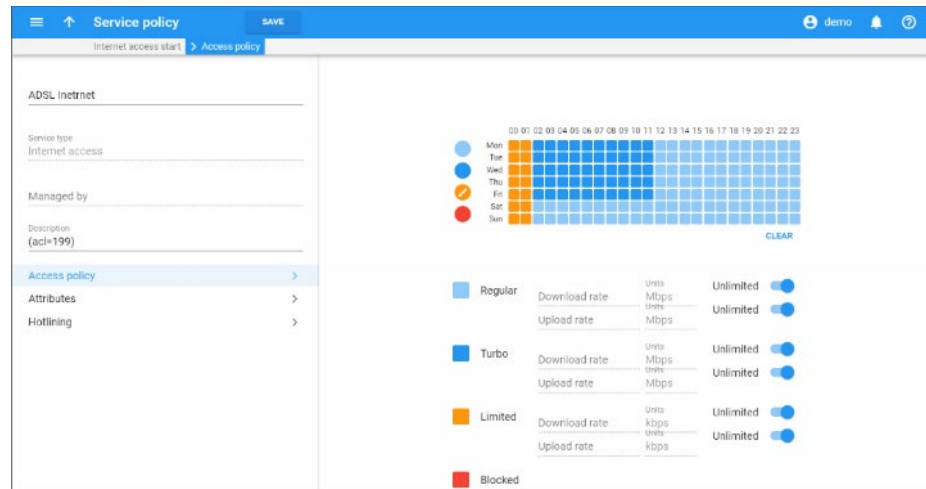 Service policy SAVE demo
Internet access start Access policy
ADSL Inetrnet
Service type
Internet access
Managed by
Description
(acl=199)
Access policy
Attributes
Hotlining
00 01 02 03 04 05 06 07 08 09 10 11 12 13 14 15 16 17 18 19 20 21 22 23
Mon
Tue
Wed
Thu
Fri
Sat
Sun
CLEAR
Regular
Download rate
Units
Mbps
Unlimited
Upload rate
Units
Mbps
Unlimited
Turbo
Download rate
Units
Mbps
Unlimited
Upload rate
Units
Mbps
Unlimited
Limited
Download rate
Units
kbps
Unlimited
Upload rate
Units
kbps
Unlimited
Blocked